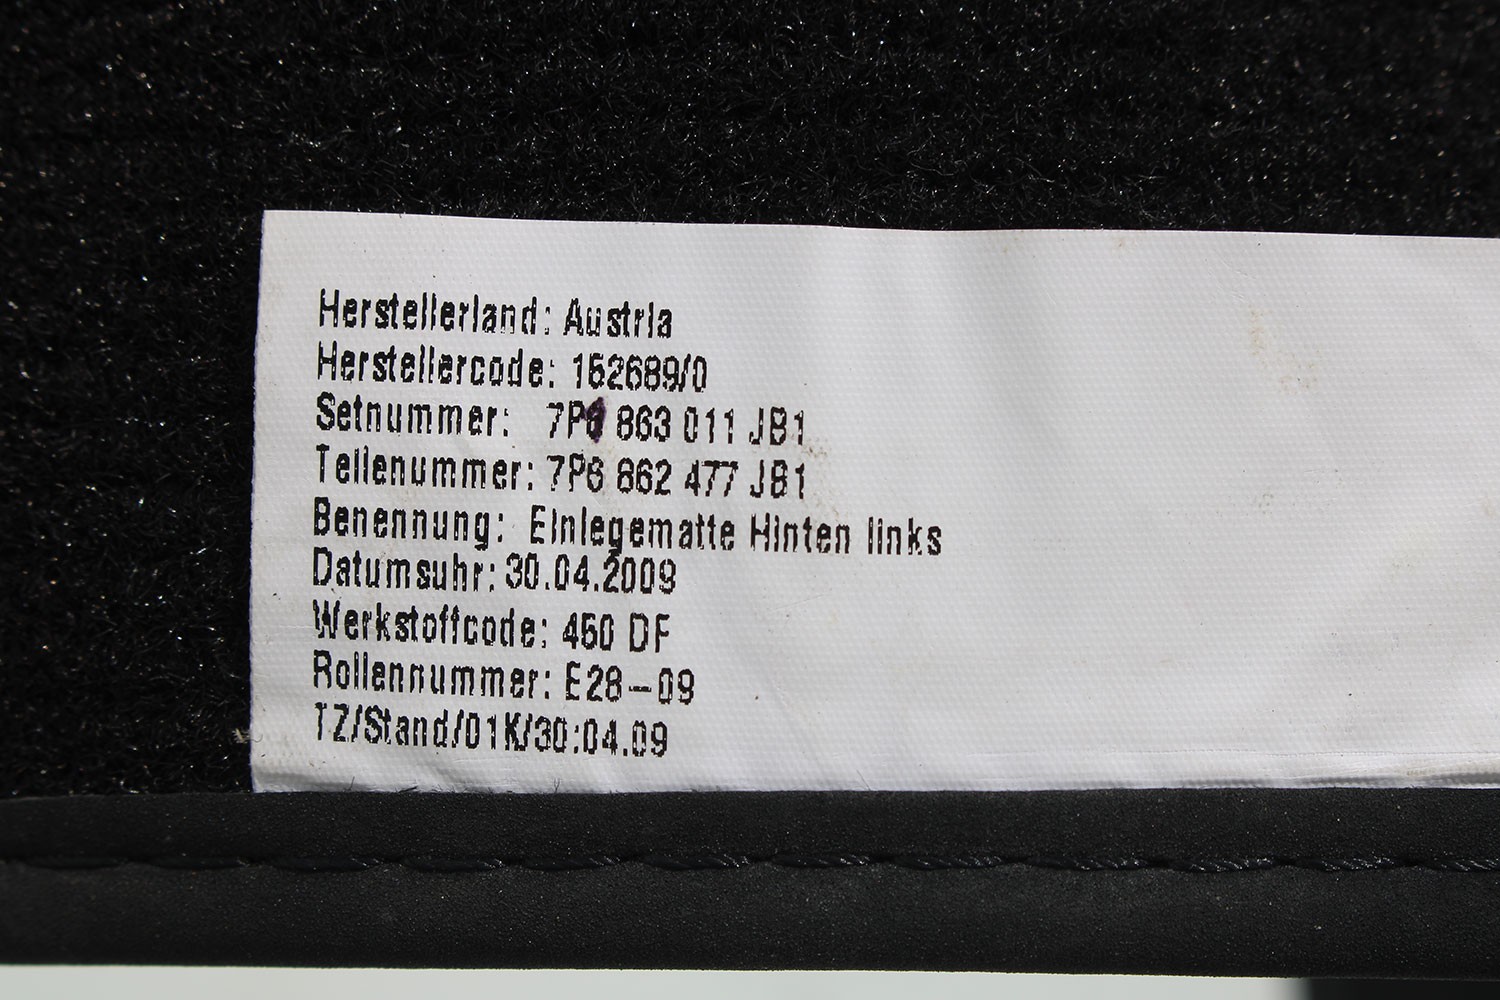 Herstellerland: Austria
Herstellercode: 152689/0
Setnummer: 863 011 JB1
Teilenummer: 7P6 862 477 JB1
Benennung: Einlegematte Hinten links
Datumsuhr: 30.04.2009
Werkstoffcode: 450 DF
Rollennummer: E28-09
TZ/Stand/01K/30:04.09